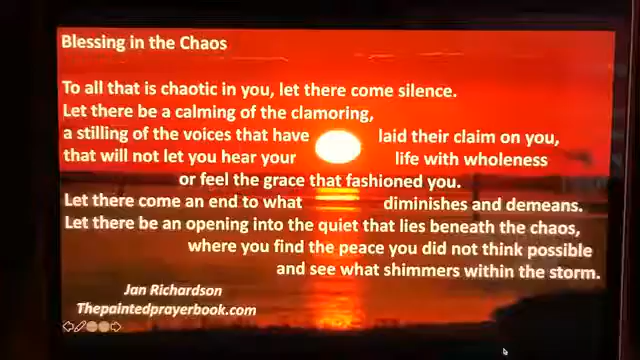 Blessing in the Chaos
To all that is chaotic in you, let there come silence.
Let there be a calming of the clamoring,
a stilling of the voices that have laid their claim on you,
that will not let you hear your life with wholeness
or feel the grace that fashioned you.
Let there come an end to what diminishes and demeans.
Let there be an opening into the quiet that lies beneath the chaos,
where you find the peace you did not think possible
and see what shimmers within the storm.
Jan Richardson
Thepaintedprayerbook.com